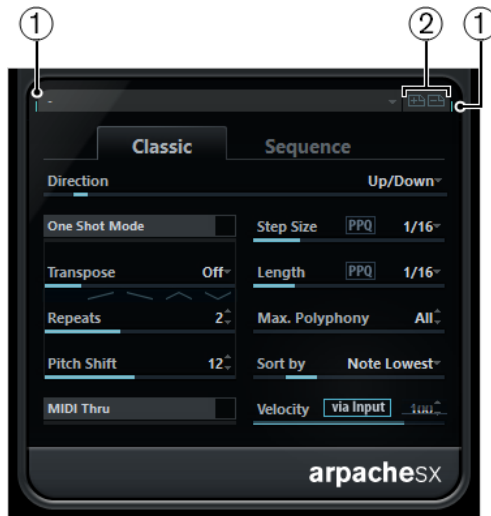 1 2 1
-
Classic Sequence
Direction Up/Down
One Shot Mode Step Size PPQ 1/16
Transpose Off Length PPQ 1/16
Repeats 2 Max. Polyphony All
Pitch Shift 12 Sort by Note Lowest
MIDI Thru Velocity via Input 100
arpacheSX